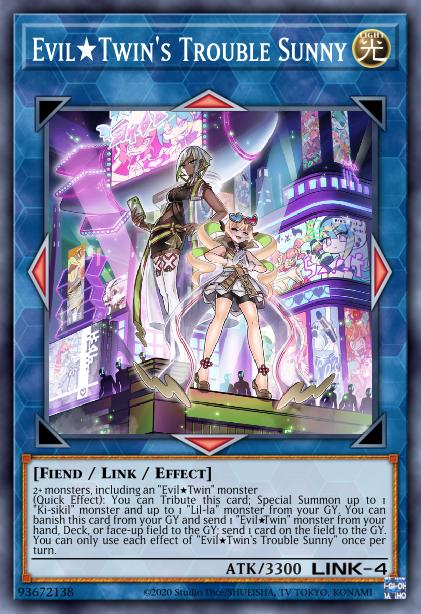 Evil★Twin's Trouble Sunny
LIGHT
光
[Fiend / Link / Effect]
2+ monsters, including an "Evil★Twin" monster
(Quick Effect): You can Tribute this card; Special Summon up to 1
"Ki-sikil" monster and up to 1 "Lil-la" monster from your GY. You can
banish this card from your GY and send 1 "Evil★Twin" monster from your
hand, Deck, or face-up field to the GY; send 1 card on the field to the GY.
You can only use each effect of "Evil★Twin's Trouble Sunny" once per
turn.
ATK/3300 LINK-4
93672138
©2020 Studio Dice/SHUEISHA, TV TOKYO, KONAMI